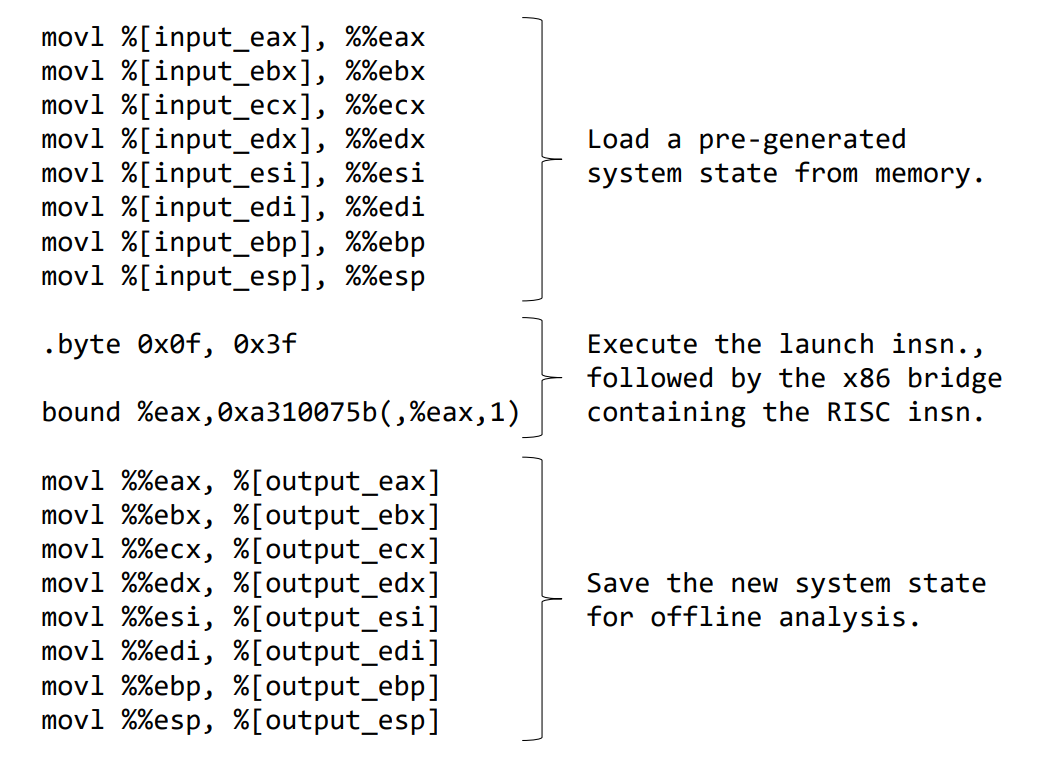 movl %[input_eax], %%eax
movl %[input_ebx], %%ebx
movl %[input_ecx], %%ecx
movl %[input_edx], %%edx
movl %[input_esi], %%esi
movl %[input_edi], %%edi
movl %[input_ebp], %%ebp
movl %[input_esp], %%esp
Load a pre-generated
system state from memory.
.byte 0x0f, 0x3f
bound %eax,0xa310075b(,%eax,1)
Execute the launch insn.,
followed by the x86 bridge
containing the RISC insn.
movl %%eax, %[output_eax]
movl %%ebx, %[output_ebx]
movl %%ecx, %[output_ecx]
movl %%edx, %[output_edx]
movl %%esi, %[output_esi]
movl %%edi, %[output_edi]
movl %%ebp, %[output_ebp]
movl %%esp, %[output_esp]
Save the new system state
for offline analysis.